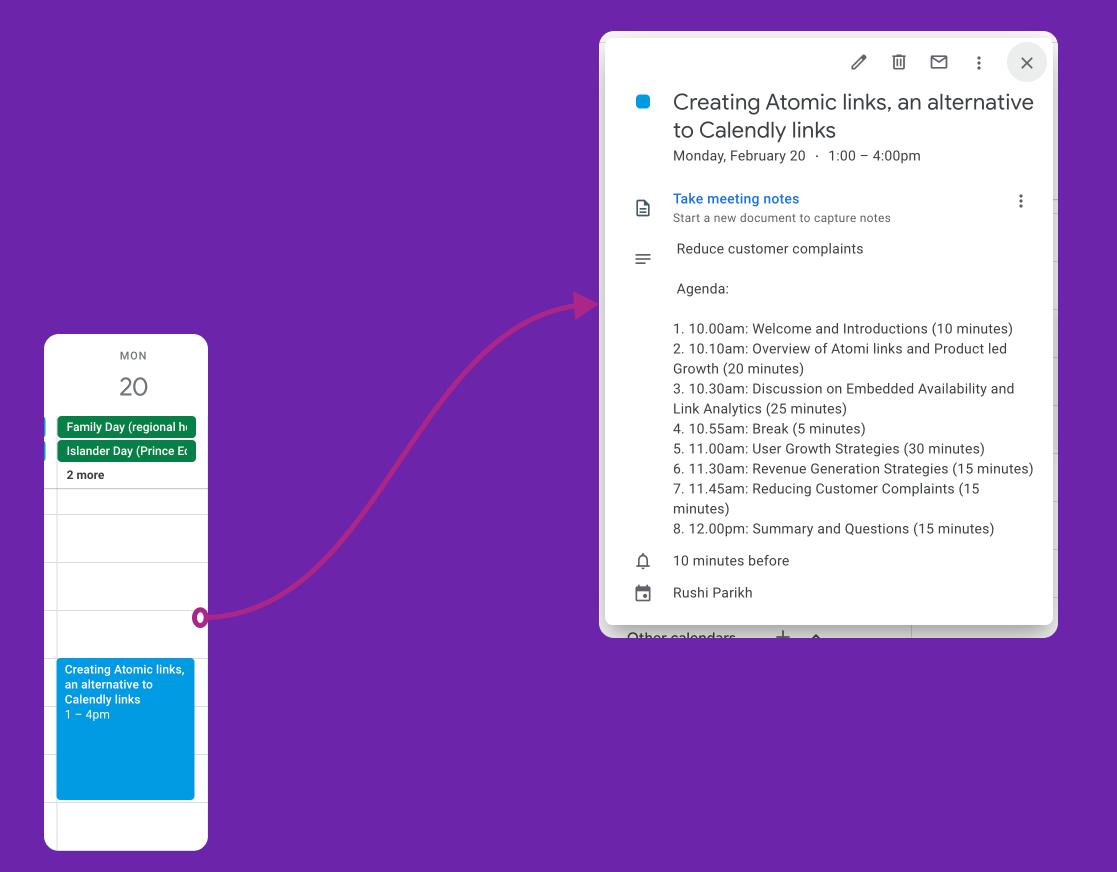 MON
20
Family Day (regional h
Islander Day (Prince E
2 more
Creating Atomic links,
an alternative to
Calendly links
1 – 4pm
Creating Atomic links, an alternative
to Calendly links
Monday, February 20 · 1:00 – 4:00pm
Take meeting notes
Start a new document to capture notes
Reduce customer complaints
Agenda:
1. 10.00am: Welcome and Introductions (10 minutes)
2. 10.10am: Overview of Atomi links and Product led
Growth (20 minutes)
3. 10.30am: Discussion on Embedded Availability and
Link Analytics (25 minutes)
4. 10.55am: Break (5 minutes)
5. 11.00am: User Growth Strategies (30 minutes)
6. 11.30am: Revenue Generation Strategies (15 minutes)
7. 11.45am: Reducing Customer Complaints (15
minutes)
8. 12.00pm: Summary and Questions (15 minutes)
10 minutes before
Rushi Parikh
Other calendars